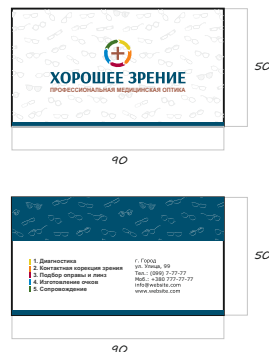 ХОРОШЕЕ ЗРЕНИЕ
ПРОФЕССИОНАЛЬНАЯ МЕДИЦИНСКАЯ ОПТИКА
50
90
1. Диагностика
2. Контактная корекция зрения
3. Подбор оправы и линз
4. Изготовление очков
5. Сопровождение
г. Город
ул. Улица, 99
Тел.: (099) 7-77-77
Моб.: +380 777-77-77
info@website.com
www.website.com
50
90